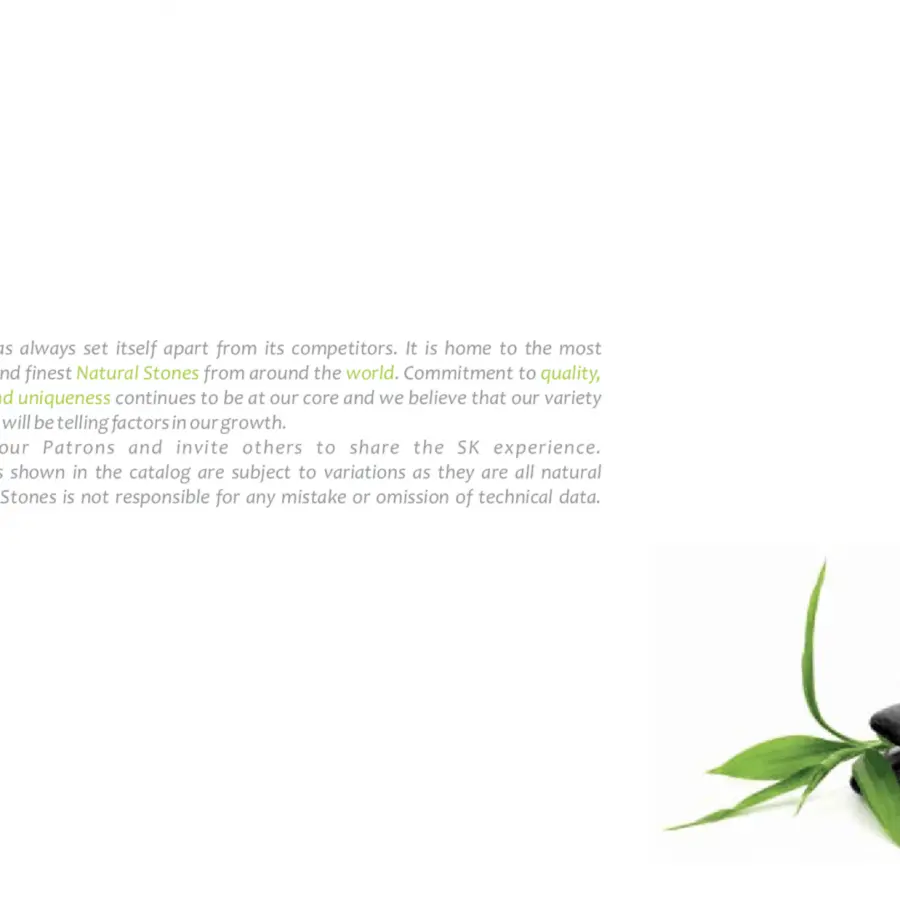 as always set itself apart from its competitors. It is home to the most
nd finest Natural Stones from around the world. Commitment to quality,
nd uniqueness continues to be at our core and we believe that our variety
will be telling factors in our growth.
our Patrons and invite others to share the SK experience.
s shown in the catalog are subject to variations as they are all natural
Stones is not responsible for any mistake or omission of technical data.